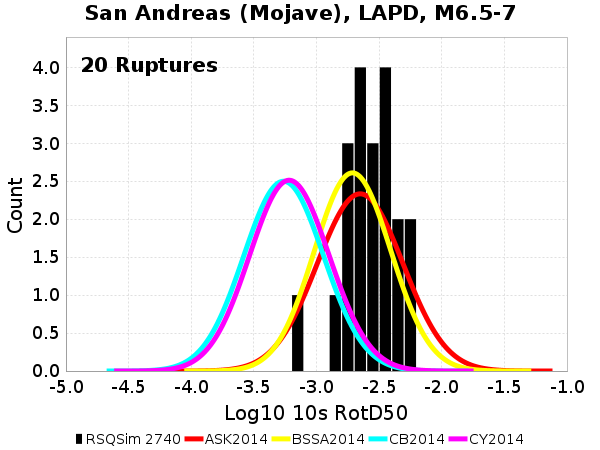 San Andreas (Mojave), LAPD, M6.5-7
20 Ruptures
Count
4.0
3.5
3.0
2.5
2.0
1.5
1.0
0.5
0.0
-5.0 -4.5 -4.0 -3.5 -3.0 -2.5 -2.0 -1.5 -1.0
Log10 10s RotD50
RSQSim 2740 ASK2014 BSSA2014 CB2014 CY2014